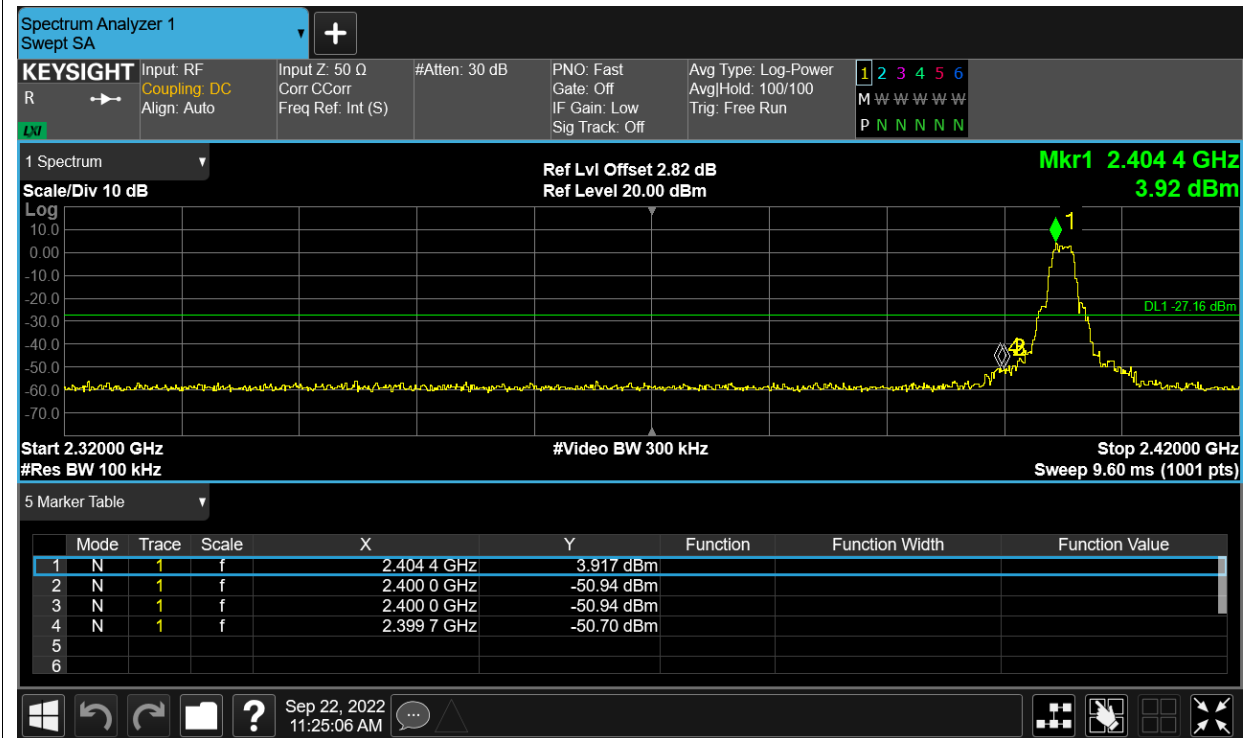 Spectrum Analyzer 1
Swept SA
KEYSIGHT
R
LXI
Input: RF
Coupling: DC
Align: Auto
Input Z: 50 Ω
Corr CCorr
Freq Ref: Int (S)
#Atten: 30 dB
PNO: Fast
Gate: Off
IF Gain: Low
Sig Track: Off
Avg Type: Log-Power
Avg|Hold: 100/100
Trig: Free Run
1 2 3 4 5 6
M W W W W W
P N N N N N
1 Spectrum
Scale/Div 10 dB
Ref Lvl Offset 2.82 dB
Ref Level 20.00 dBm
Mkr1 2.404 4 GHz
3.92 dBm
Log
10.0
0.00
-10.0
-20.0
-30.0
-40.0
-50.0
-60.0
-70.0
1
DL1 -27.16 dBm
Start 2.32000 GHz
#Res BW 100 kHz
#Video BW 300 kHz
Stop 2.42000 GHz
Sweep 9.60 ms (1001 pts)
5 Marker Table
Mode Trace Scale X Y Function Function Width Function Value
1 N 1 f 2.404 4 GHz 3.917 dBm
2 N 1 f 2.400 0 GHz -50.94 dBm
3 N 1 f 2.400 0 GHz -50.94 dBm
4 N 1 f 2.399 7 GHz -50.70 dBm
5
6
?
Sep 22, 2022
11:25:06 AM